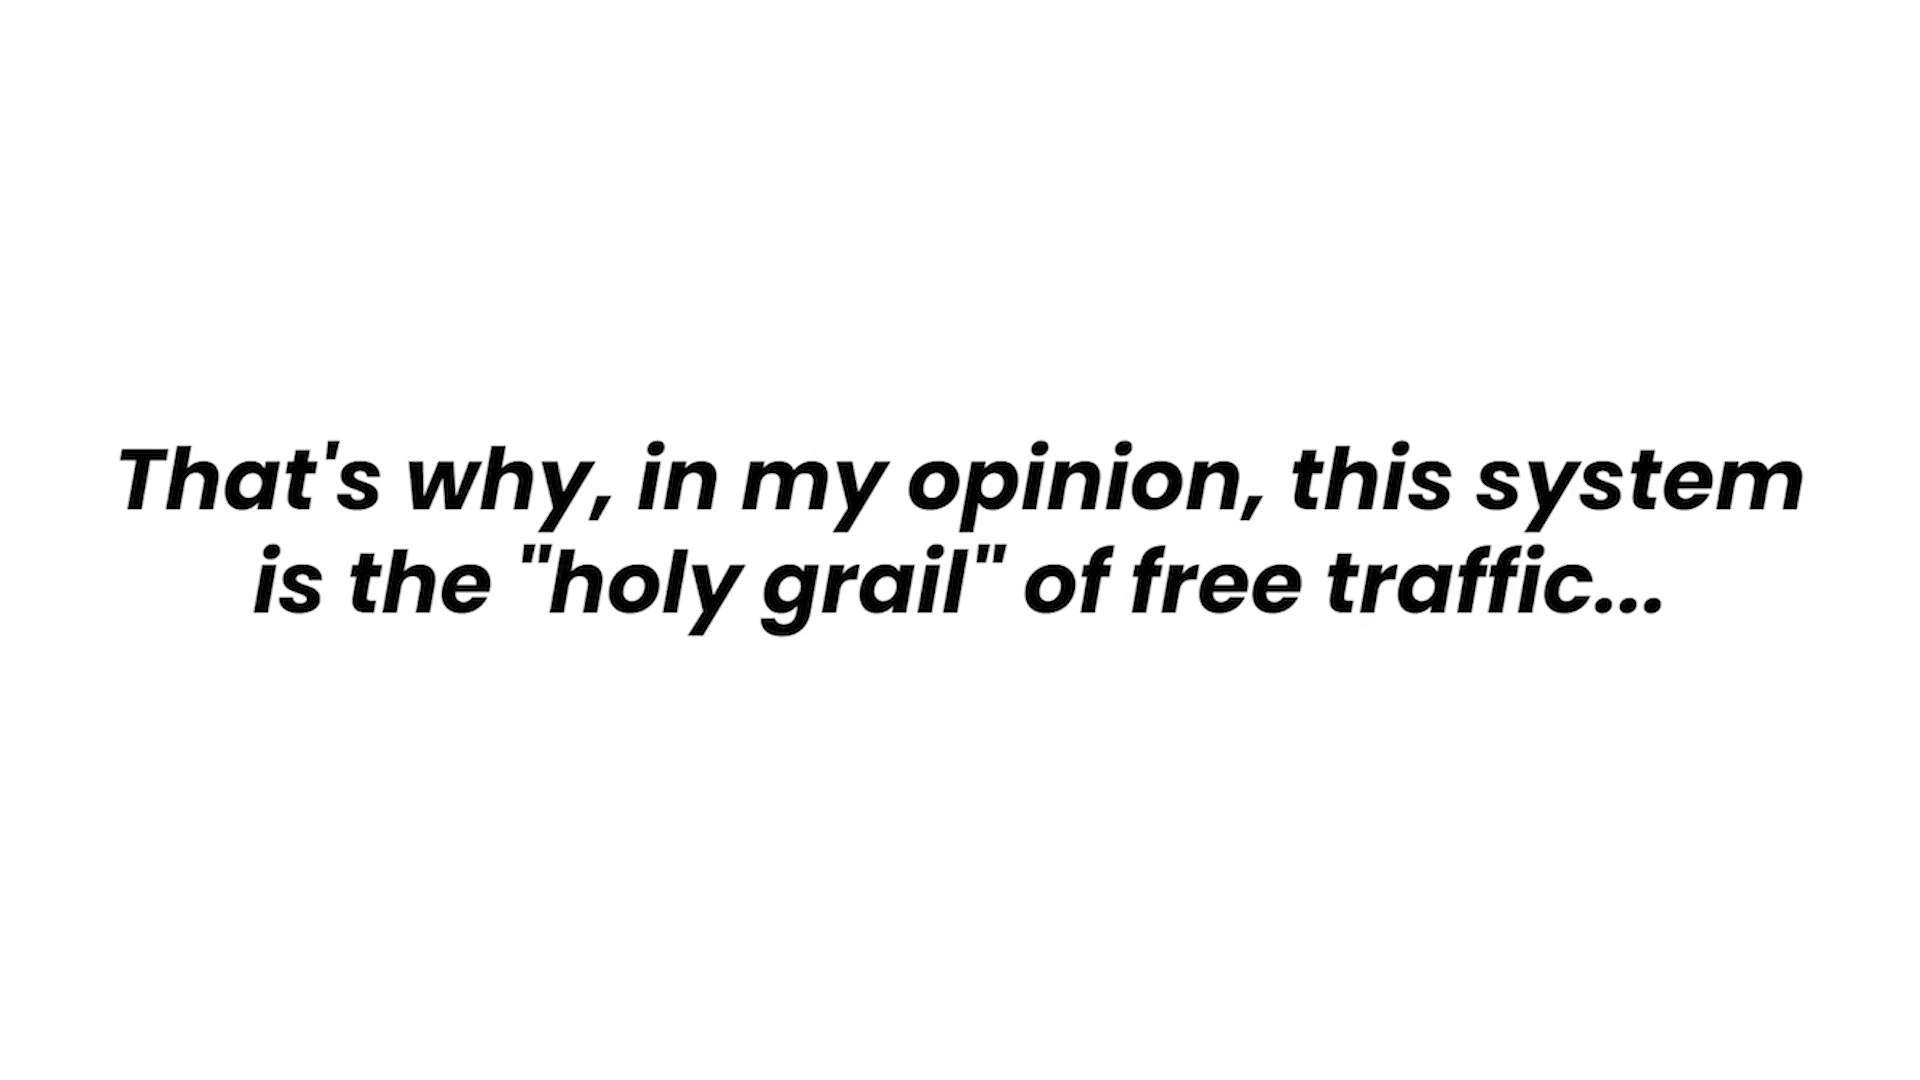 That's why, in my opinion, this system
is the "holy grail" of free traffic...